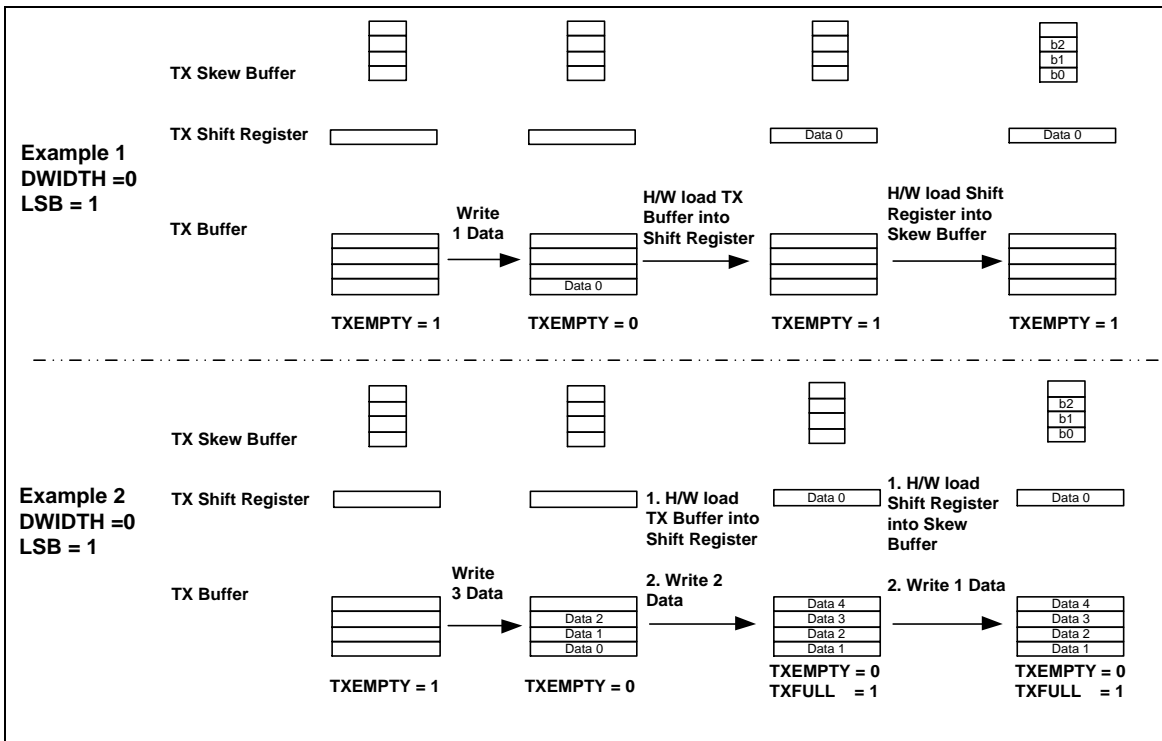 TX Skew Buffer
b2
b1
b0
TX Shift Register
Data 0
Data 0
Example 1
DWIDTH =0
LSB = 1
TX Buffer
Write
1 Data
H/W load TX
Buffer into
Shift Register
H/W load Shift
Register into
Skew Buffer
Data 0
TXEMPTY = 1
TXEMPTY = 0
TXEMPTY = 1
TXEMPTY = 1
TX Skew Buffer
b2
b1
b0
Example 2
DWIDTH =0
LSB = 1
TX Shift Register
1. H/W load
TX Buffer into
Shift Register
Data 0
1. H/W load
Shift Register
into Skew
Buffer
Data 0
TX Buffer
Write
3 Data
Data 2
Data 1
Data 0
2. Write 2
Data
Data 4
Data 3
Data 2
Data 1
2. Write 1 Data
Data 4
Data 3
Data 2
Data 1
TXEMPTY = 1
TXEMPTY = 0
TXEMPTY = 0
TXFULL = 1
TXEMPTY = 0
TXFULL = 1